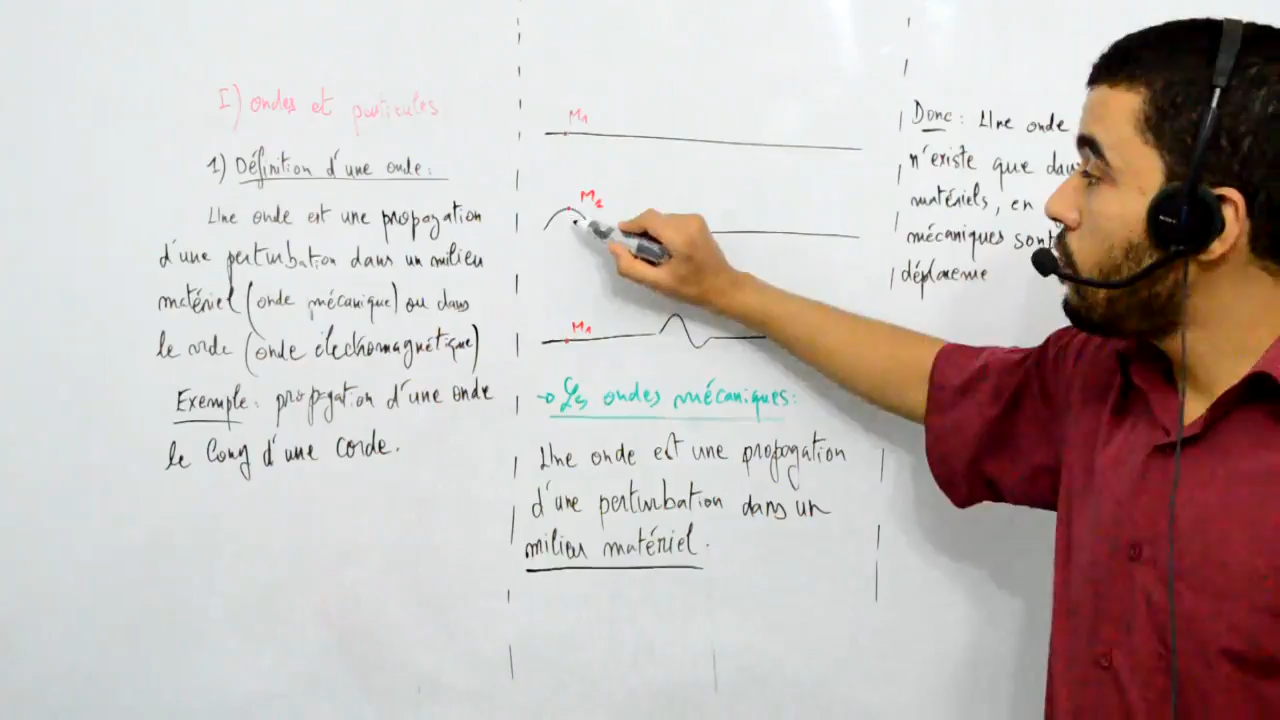 I) ondes et particules
1) Définition d'une onde :
Une onde est une propagation
d'une perturbation dans un milieu
matériel (onde mécanique) ou dans
le vide (onde électromagnétique)
Exemple : propagation d'une onde
le long d'une corde.
M1
M1
M1
→ Les ondes mécaniques :
Une onde est une propagation
d'une perturbation dans un
milieu matériel.
Donc : Une onde
n'existe que dan
matériels, en
mécaniques sont
déplaceme
SONY